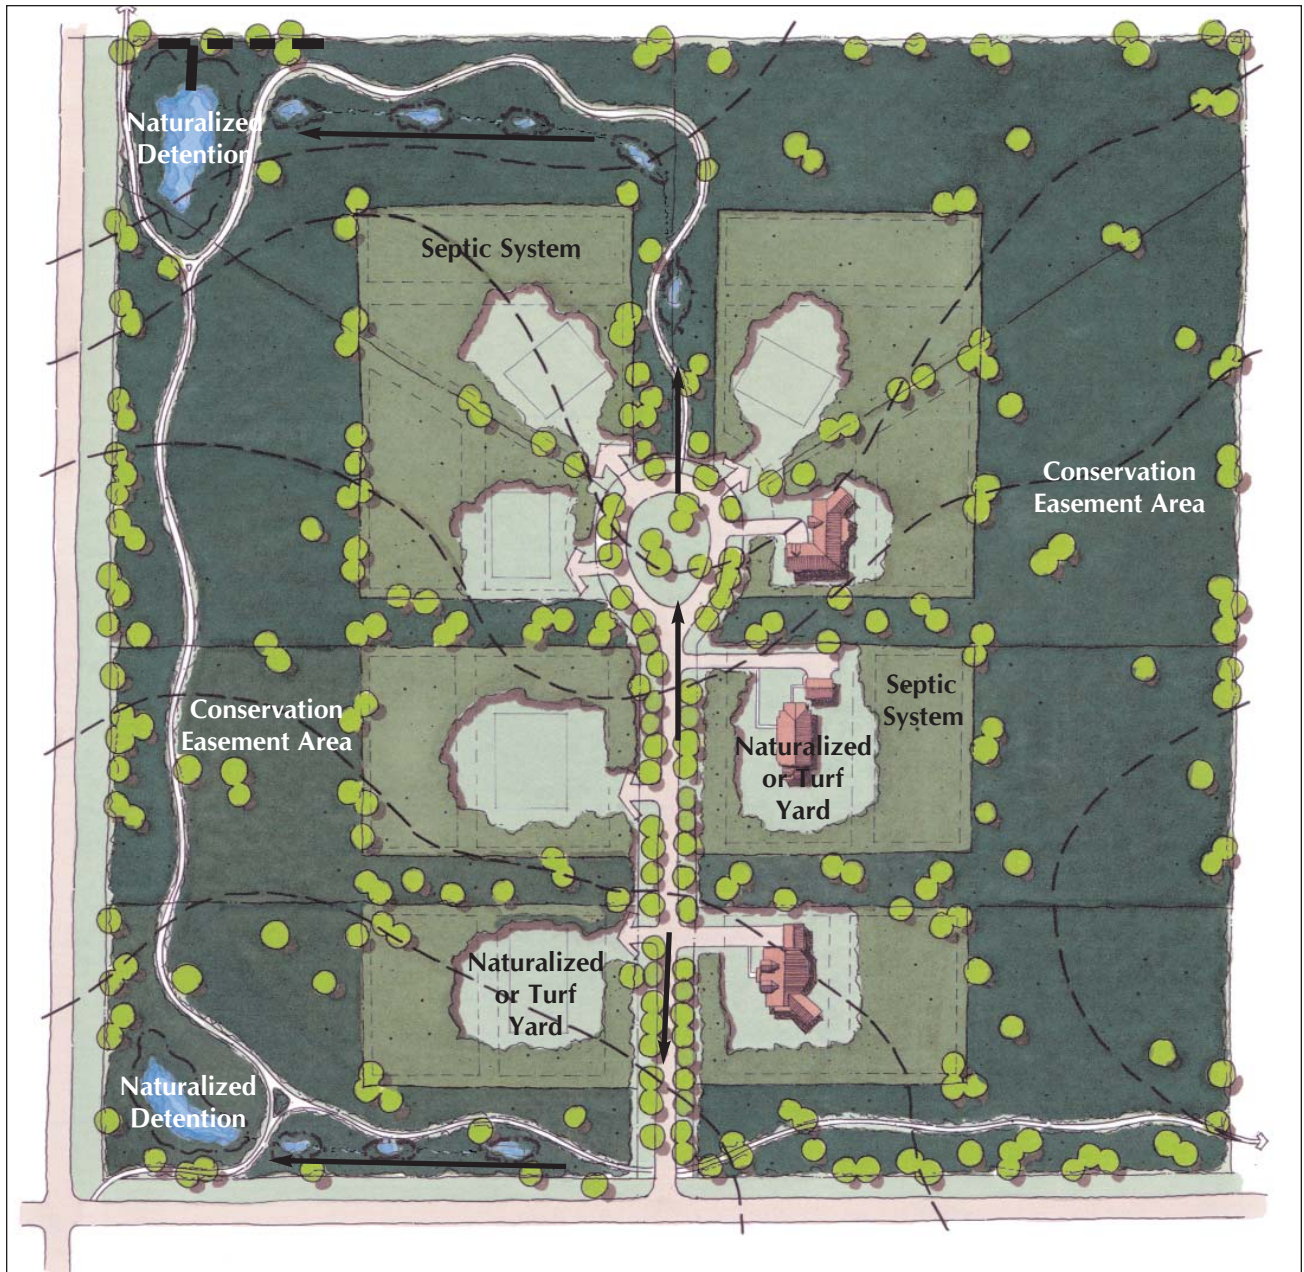 Naturalized
Detention
Septic System
Conservation
Easement Area
Septic
System
Conservation
Easement Area
Naturalized
or Turf
Yard
Naturalized
or Turf
Yard
Naturalized
Detention